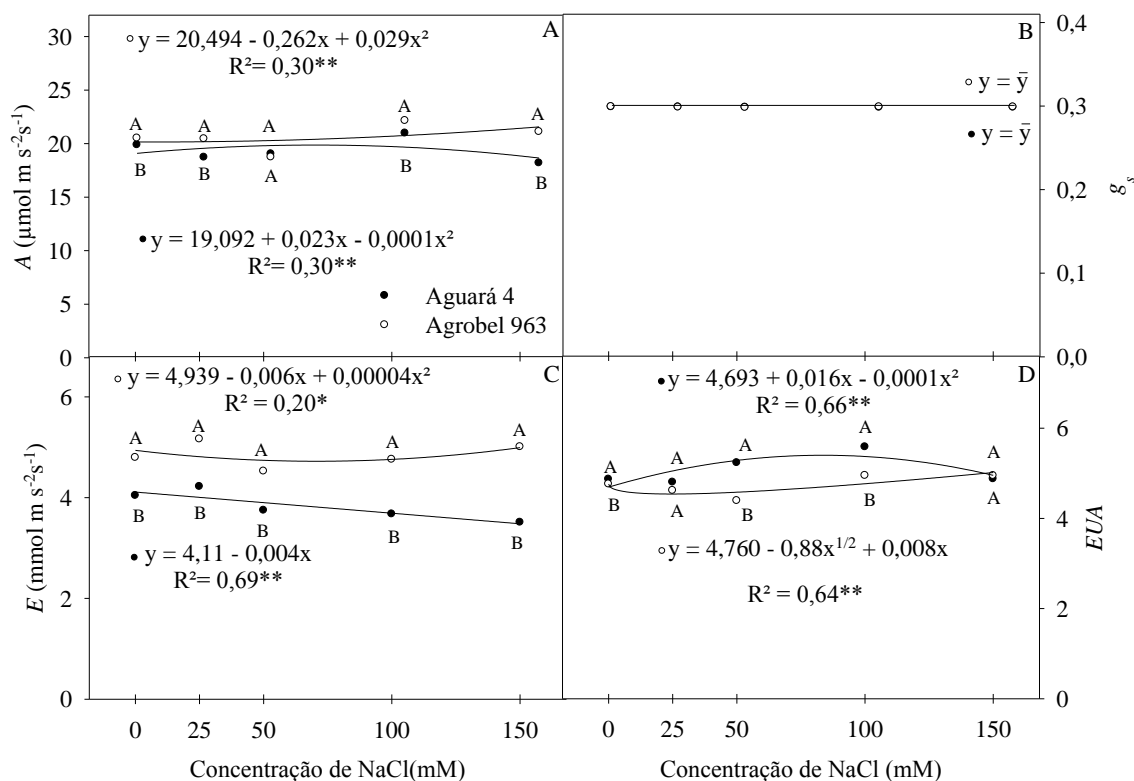 A
y = 20,494 - 0,262x + 0,029x²
R²= 0,30**
30
25
20
15
10
5
0
A (µmol m s⁻²s⁻¹)
A A A A A
B B A B B
y = 19,092 + 0,023x - 0,0001x²
R²= 0,30**
Aguará 4
Agrobel 963
B
y = ȳ
y = ȳ
0,4
0,3
0,2
0,1
0,0
g_s
C
y = 4,939 - 0,006x + 0,00004x²
R² = 0,20*
6
4
2
0
E (mmol m s⁻²s⁻¹)
A A A A A
B B B B B
y = 4,11 - 0,004x
R²= 0,69**
0 25 50 100 150
Concentração de NaCl(mM)
D
y = 4,693 + 0,016x - 0,0001x²
R² = 0,66**
A A A A A
B A B B A
y = 4,760 - 0,88x^1/2 + 0,008x
R² = 0,64**
6
4
2
0
EUA
0 25 50 100 150
Concentração de NaCl (mM)